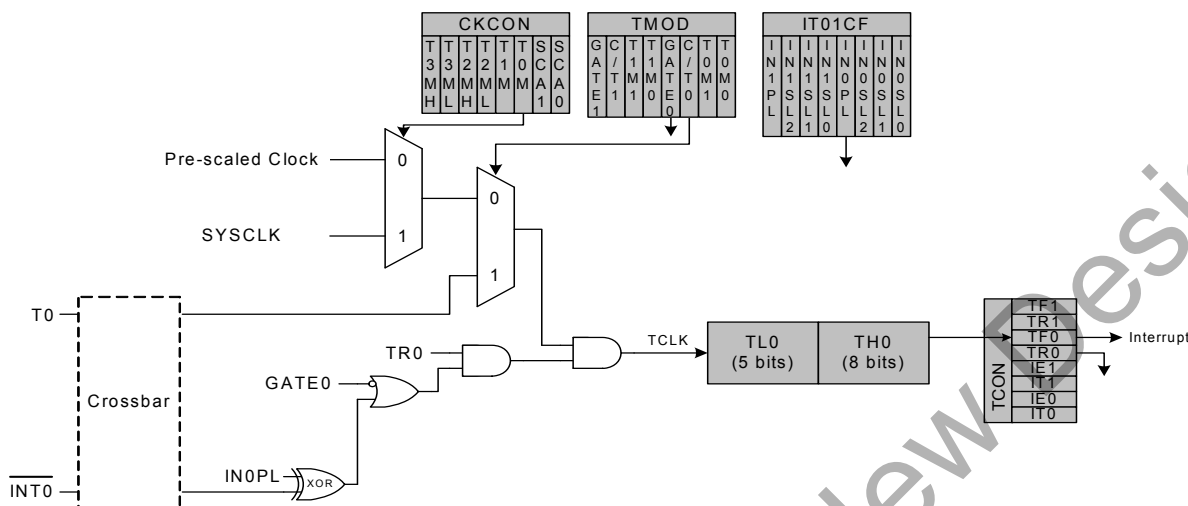 CKCON
T3MH
T3ML
T2MH
T2ML
T1M
T0M
SCA1
SCA0
TMOD
GATE1
C/T1
T1M1
T1M0
GATE0
C/T0
T0M1
T0M0
IT01CF
IN1PL
IN1SL2
IN1SL1
IN1SL0
IN0PL
IN0SL2
IN0SL1
IN0SL0
Pre-scaled Clock
0
SYSCLK
1
0
1
T0
Crossbar
INT0
TR0
GATE0
IN0PL
XOR
TCLK
TL0
(5 bits)
TH0
(8 bits)
TCON
TF1
TR1
TF0
TR0
IE1
IT1
IE0
IT0
Interrupt